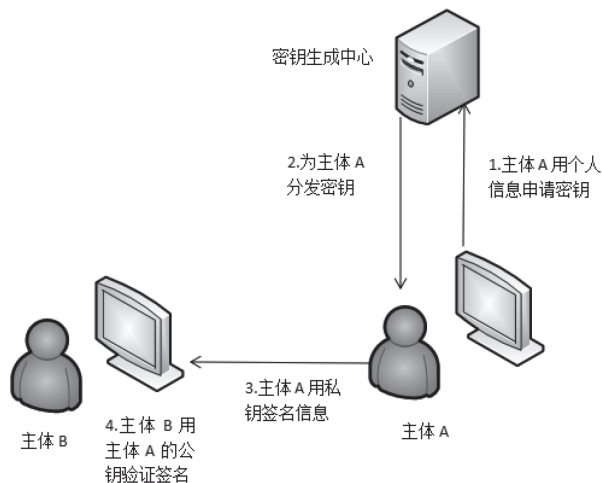 密钥生成中心
2.为主体 A
分发密钥
1.主体 A 用个人
信息申请密钥
3.主体 A 用私
钥签名信息
主体 A
主体 B
4.主体 B 用
主体 A 的公
钥验证签名